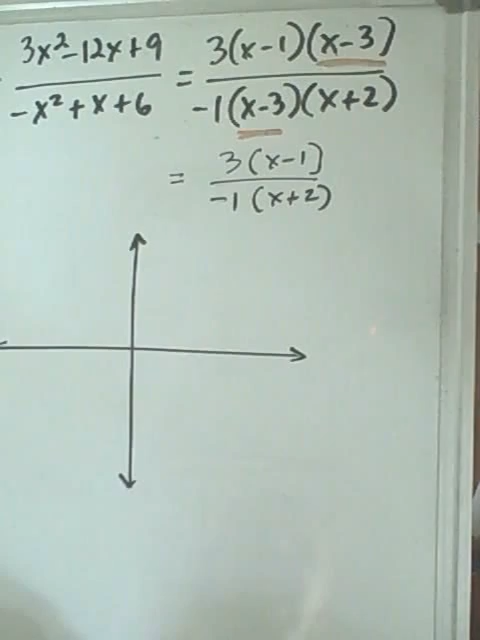 3x²-12x+9 / -x²+x+6 = 3(x-1)(x-3) / -1(x-3)(x+2)
= 3(x-1) / -1(x+2)